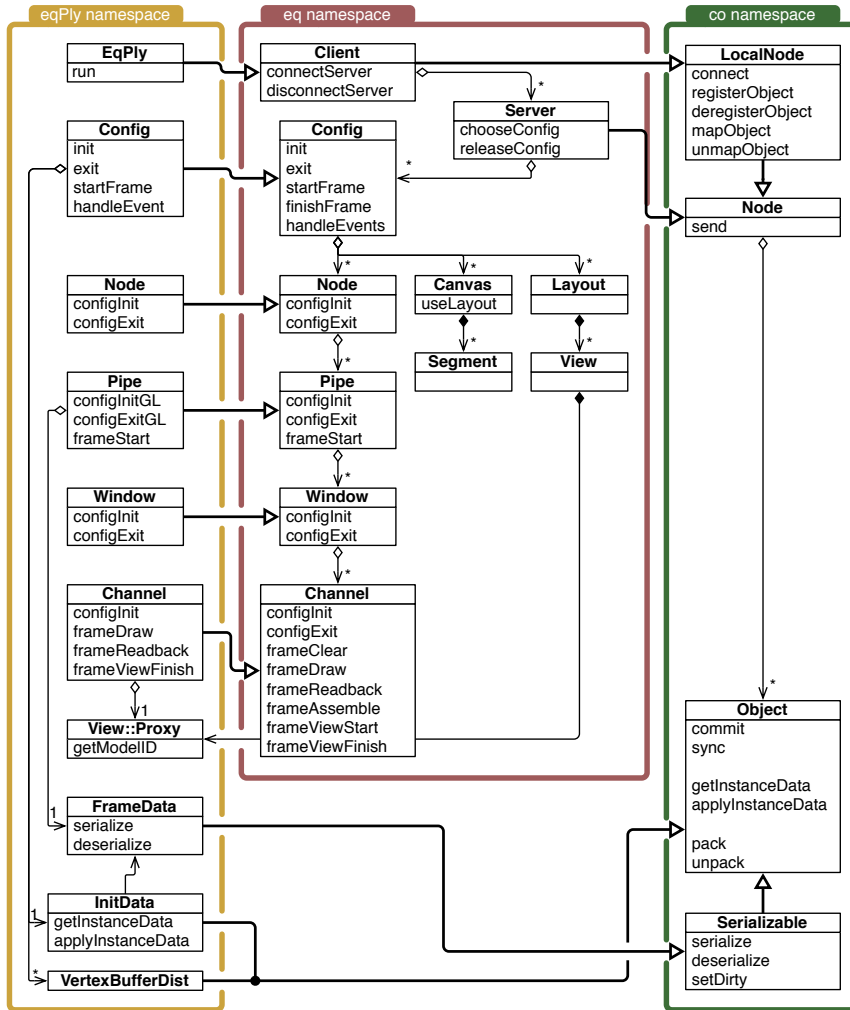 eqPly namespace
eq namespace
co namespace
EqPly
run
Client
connectServer
disconnectServer
*
LocalNode
connect
registerObject
deregisterObject
mapObject
unmapObject
Server
chooseConfig
releaseConfig
Config
init
exit
startFrame
handleEvent
Config
init
exit
startFrame
finishFrame
handleEvents
*
Node
send
* * *
Node
configInit
configExit
Node
configInit
configExit
Canvas
useLayout
Layout
* * *
Segment
View
Pipe
configInitGL
configExitGL
frameStart
Pipe
configInit
configExit
frameStart
*
Window
configInit
configExit
Window
configInit
configExit
*
Channel
configInit
frameDraw
frameReadback
frameViewFinish
Channel
configInit
configExit
frameClear
frameDraw
frameReadback
frameAssemble
frameViewStart
frameViewFinish
*
1
View::Proxy
getModelID
Object
commit
sync
getInstanceData
applyInstanceData
pack
unpack
1
FrameData
serialize
deserialize
1
InitData
getInstanceData
applyInstanceData
Serializable
serialize
deserialize
setDirty
*
VertexBufferDist